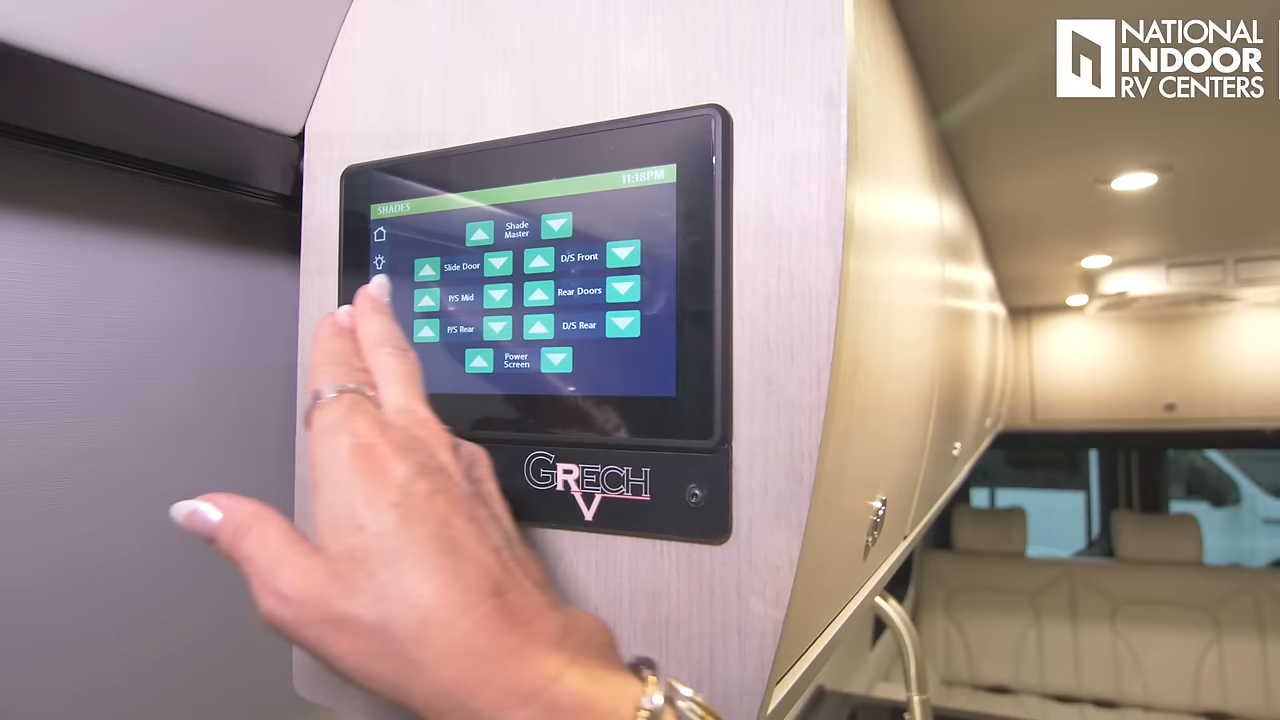 NATIONAL
INDOOR
RV CENTERS
11:18PM
SHADES
Shade
Master
Slide Door
D/S Front
P/S Mid
Rear Doors
P/S Rear
D/S Rear
Power
Screen
GRECH
RV